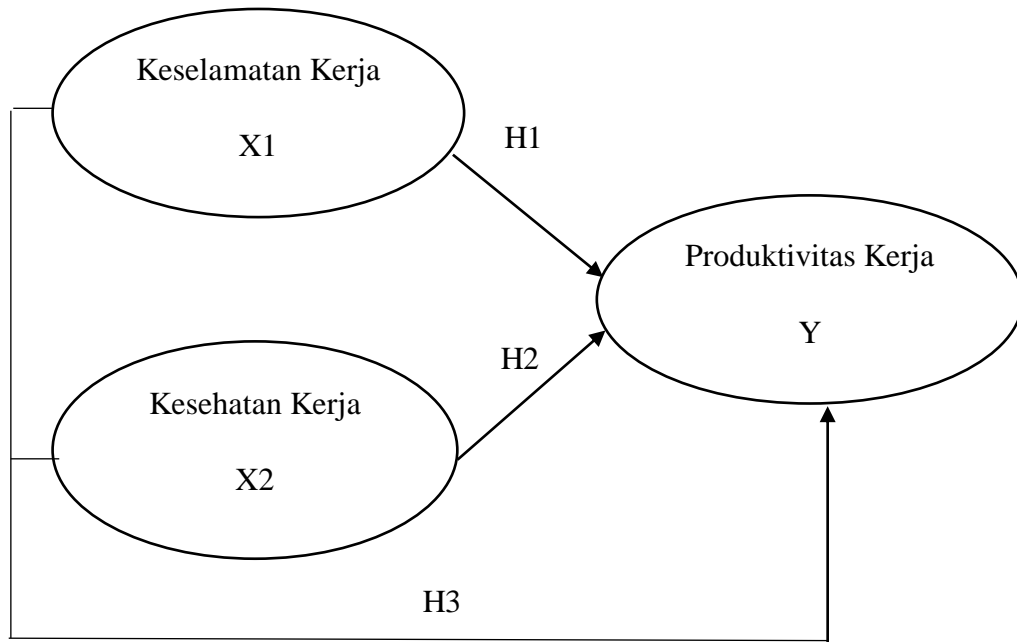 Keselamatan Kerja
X1
H1
Produktivitas Kerja
Y
H2
Kesehatan Kerja
X2
H3